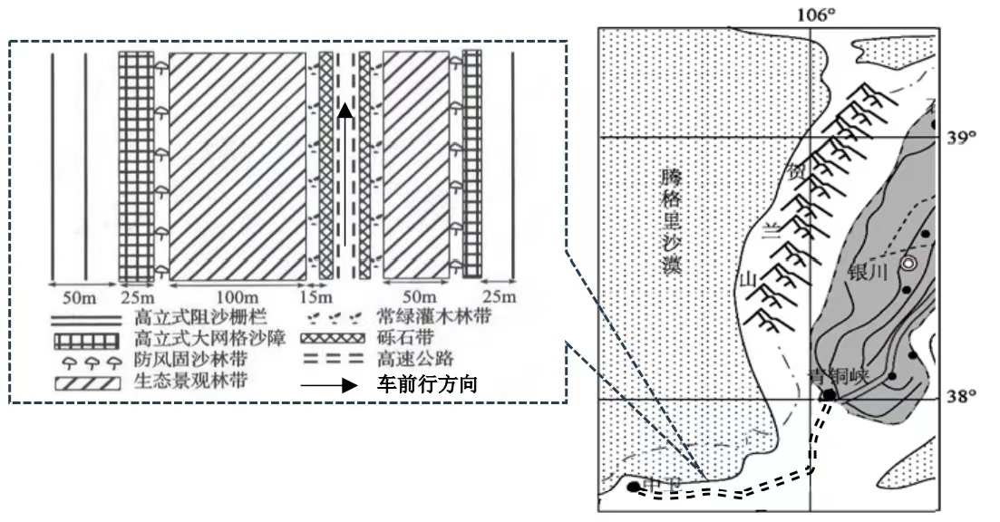 106°
39°
38°
腾格里沙漠
贺
兰
山
银川
青铜峡
中卫
50m
25m
100m
15m
50m
25m
高立式阻沙栅栏
常绿灌木林带
高立式大网格沙障
砾石带
防风固沙林带
高速公路
生态景观林带
车前行方向